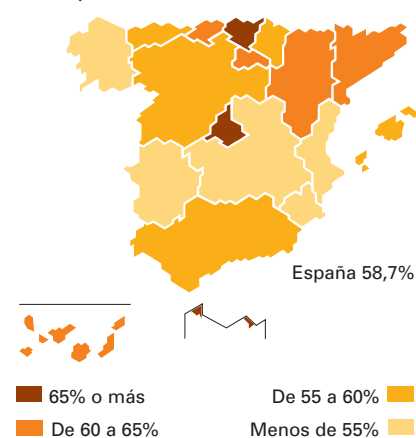 España 58,7%
65% o más
De 55 a 60%
De 60 a 65%
Menos de 55%